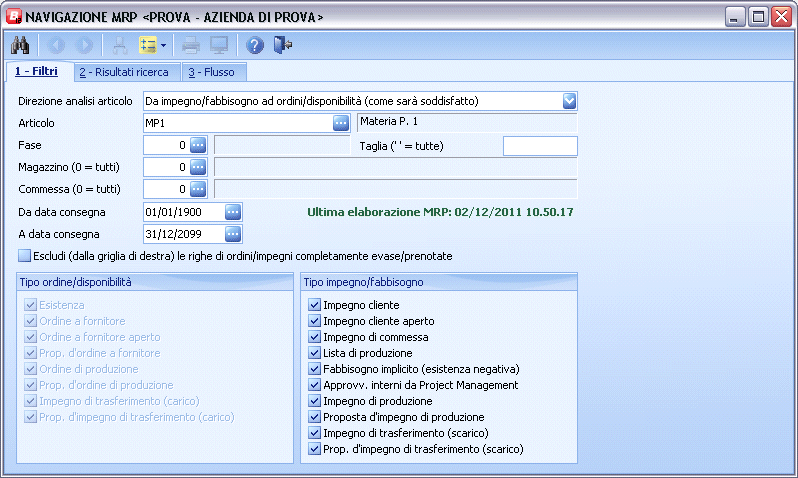 NAVIGAZIONE MRP <PROVA - AZIENDA DI PROVA>
1 - Filtri
2 - Risultati ricerca
3 - Flusso
Direzione analisi articolo
Da impegno/fabbisogno ad ordini/disponibilità (come sarà soddisfatto)
Articolo
MP1
Materia P. 1
Fase
0
Taglia (' ' = tutte)
Magazzino (0 = tutti)
0
Commessa (0 = tutti)
0
Da data consegna
01/01/1900
Ultima elaborazione MRP: 02/12/2011 10.50.17
A data consegna
31/12/2099
Escludi (dalla griglia di destra) le righe di ordini/impegni completamente evase/prenotate
Tipo ordine/disponibilità
Esistenza
Ordine a fornitore
Ordine a fornitore aperto
Prop. d'ordine a fornitore
Ordine di produzione
Prop. d'ordine di produzione
Impegno di trasferimento (carico)
Prop. d'impegno di trasferimento (carico)
Tipo impegno/fabbisogno
Impegno cliente
Impegno cliente aperto
Impegno di commessa
Lista di produzione
Fabbisogno implicito (esistenza negativa)
Approvv. interni da Project Management
Impegno di produzione
Proposta d'impegno di produzione
Impegno di trasferimento (scarico)
Prop. d'impegno di trasferimento (scarico)